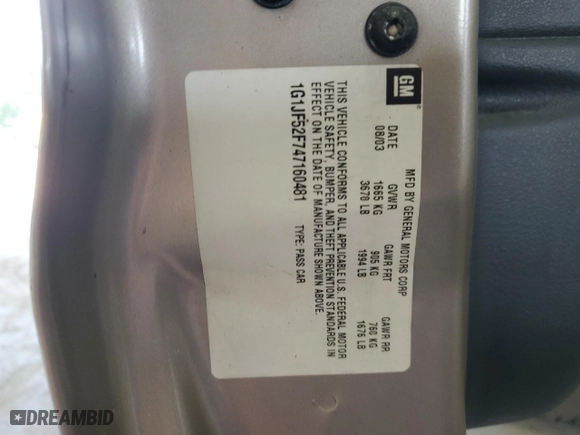 GM
MFD BY GENERAL MOTORS CORP
DATE GVWR GAWR FRT GAWR RR
08/03 1665 KG 905 KG 760 KG
3670 LB 1994 LB 1676 LB
THIS VEHICLE CONFORMS TO ALL APPLICABLE U.S. FEDERAL MOTOR
VEHICLE SAFETY, BUMPER, AND THEFT PREVENTION STANDARDS IN
EFFECT ON THE DATE OF MANUFACTURE SHOWN ABOVE.
1G1JF52F747160481 TYPE: PASS CAR
DREAMBID